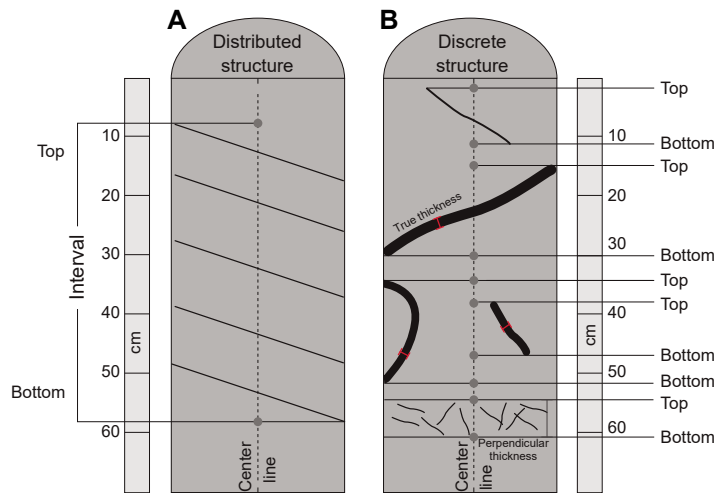 A
Distributed
structure
Top
Interval
Bottom
10
20
30
40
cm
50
60
Center
line
B
Discrete
structure
True thickness
Perpendicular
thickness
Center
line
10
20
30
40
cm
50
60
Top
Bottom
Top
Bottom
Top
Top
Bottom
Bottom
Top
Bottom